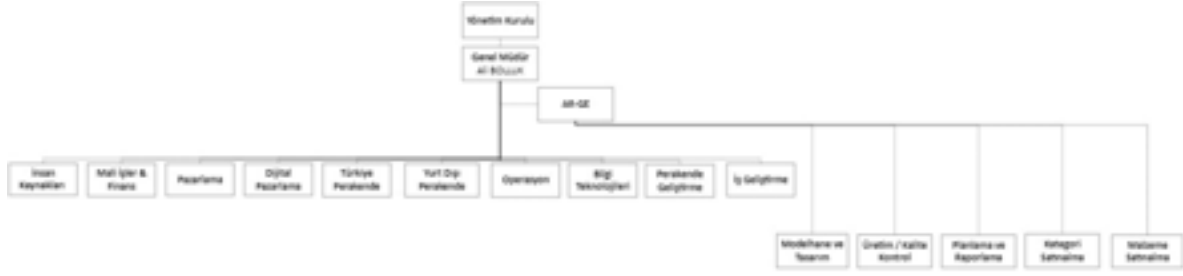 Yönetim Kurulu
Genel Müdür
Ali
AR-GE
İnsan
Kaynakları
Mali İşler &
Finans
Pazarlama
Dijital
Pazarlama
Türkiye
Perakende
Yurt Dışı
Perakende
Operasyon
Bilgi
Teknolojileri
Perakende
Geliştirme
İş Geliştirme
Modelhane ve
Tasarım
Üretim / Kalite
Kontrol
Planlama ve
Raporlama
Kategori
Satınalma
Malzeme
Satınalma